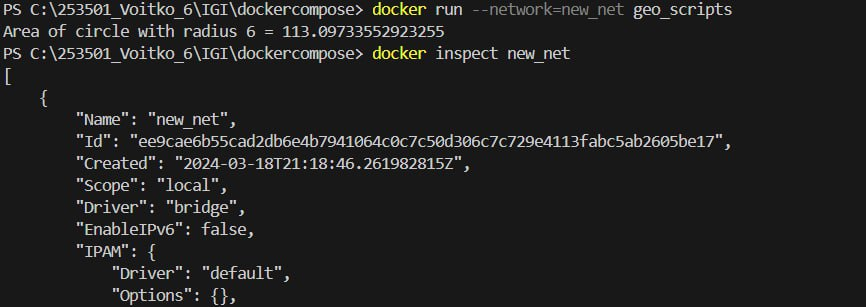 PS C:\253501_Voitko_6\IGI\dockercompose> docker run --network=new_net geo_scripts
Area of circle with radius 6 = 113.09733552923255
PS C:\253501_Voitko_6\IGI\dockercompose> docker inspect new_net
[
    {
        "Name": "new_net",
        "Id": "ee9cae6b55cad2db6e4b7941064c0c7c50d306c7c729e4113fabc5ab2605be17",
        "Created": "2024-03-18T21:18:46.261982815Z",
        "Scope": "local",
        "Driver": "bridge",
        "EnableIPv6": false,
        "IPAM": {
            "Driver": "default",
            "Options": {},